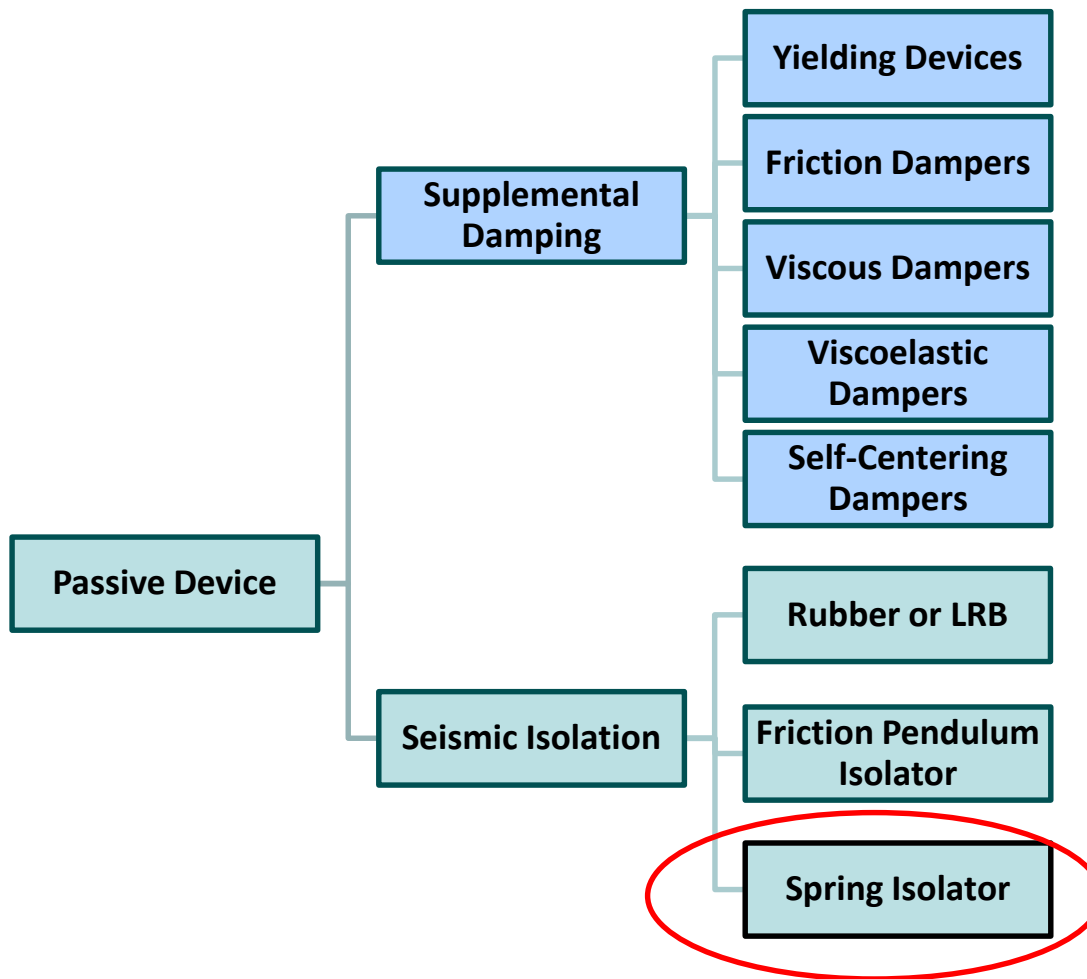 Yielding Devices
Friction Dampers
Supplemental
Damping
Viscous Dampers
Viscoelastic
Dampers
Self-Centering
Dampers
Passive Device
Rubber or LRB
Seismic Isolation
Friction Pendulum
Isolator
Spring Isolator